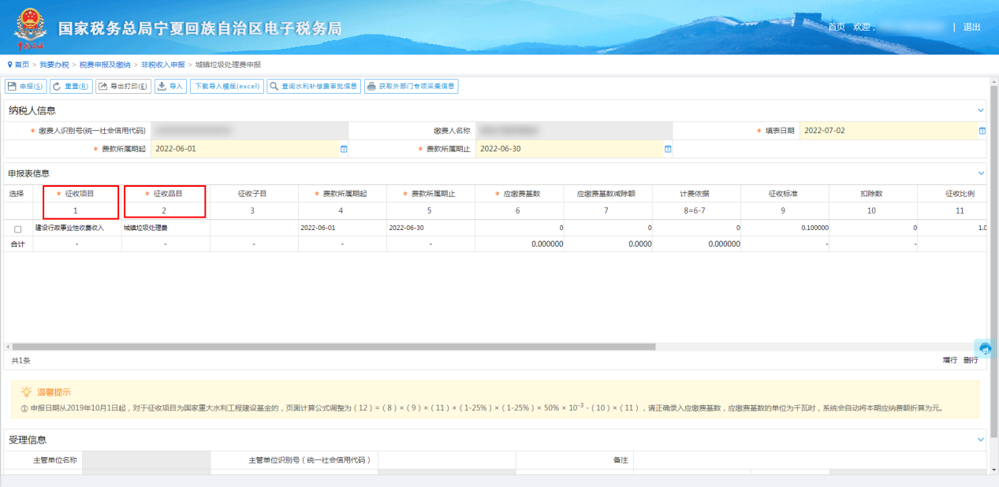 国家税务总局宁夏回族自治区电子税务局
首页 欢迎， | 退出
首页 > 我要办税 > 税费申报及缴纳 > 非税收入申报 > 城镇垃圾处理费申报
申报(S) 重置(R) 导出打印(E) 导入 下载导入模板(excel) 查询水利补偿费审批信息 获取外部门专项采集信息
纳税人信息
* 缴费人识别号(统一社会信用代码) 缴费人名称 * 填表日期 2022-07-02
* 费款所属期起 2022-06-01 * 费款所属期止 2022-06-30
申报表信息
选择 * 征收项目 * 征收品目 征收子目 * 费款所属期起 * 费款所属期止 * 应缴费基数 应缴费基数减除额 计费依据 征收标准 扣除数 征收比例
1 2 3 4 5 6 7 8=6-7 9 10 11
建设行政事业性收费收入 城镇垃圾处理费 2022-06-01 2022-06-30 0 0 0 0.100000 0 1.0
合计 - - - - - 0.000000 0.0000 0.000000 - -
共1条
增行 删行
温馨提示
① 申报日期从2019年10月1日起，对于征收项目为国家重大水利工程建设基金的，页面计算公式调整为（12）=（8）×（9）×（11）×（1-25%）×（1-25%）× 50% × 10⁻³ -（10）×（11），请正确录入应缴费基数，应缴费基数的单位为千瓦时，系统会自动将本期应纳费额折算为元。
受理信息
主管单位名称 主管单位识别号（统一社会信用代码） 备注